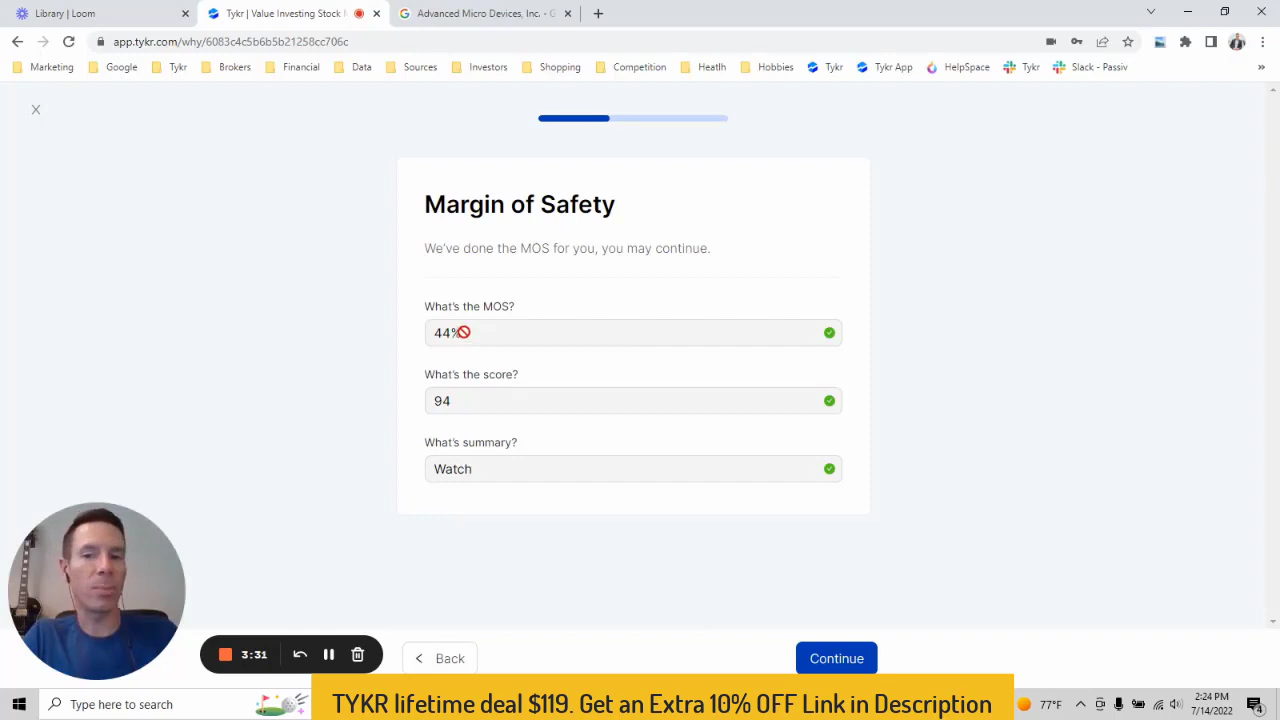 Library | Loom
Tykr | Value Investing Stock
Advanced Micro Devices, Inc. - G
app.tykr.com/why/6083c4c5b6b5b21258cc706c
Marketing Google Tykr Brokers Financial Data Sources Investors Shopping Competition Heatlh Hobbies Tykr Tykr App HelpSpace Tykr Slack - Passiv »
Margin of Safety
We've done the MOS for you, you may continue.
What's the MOS?
44%
What's the score?
94
What's summary?
Watch
3:31
Back
Continue
TYKR lifetime deal $119. Get an Extra 10% OFF Link in Description
Type here to search
77°F
2:24 PM
7/14/2022
4